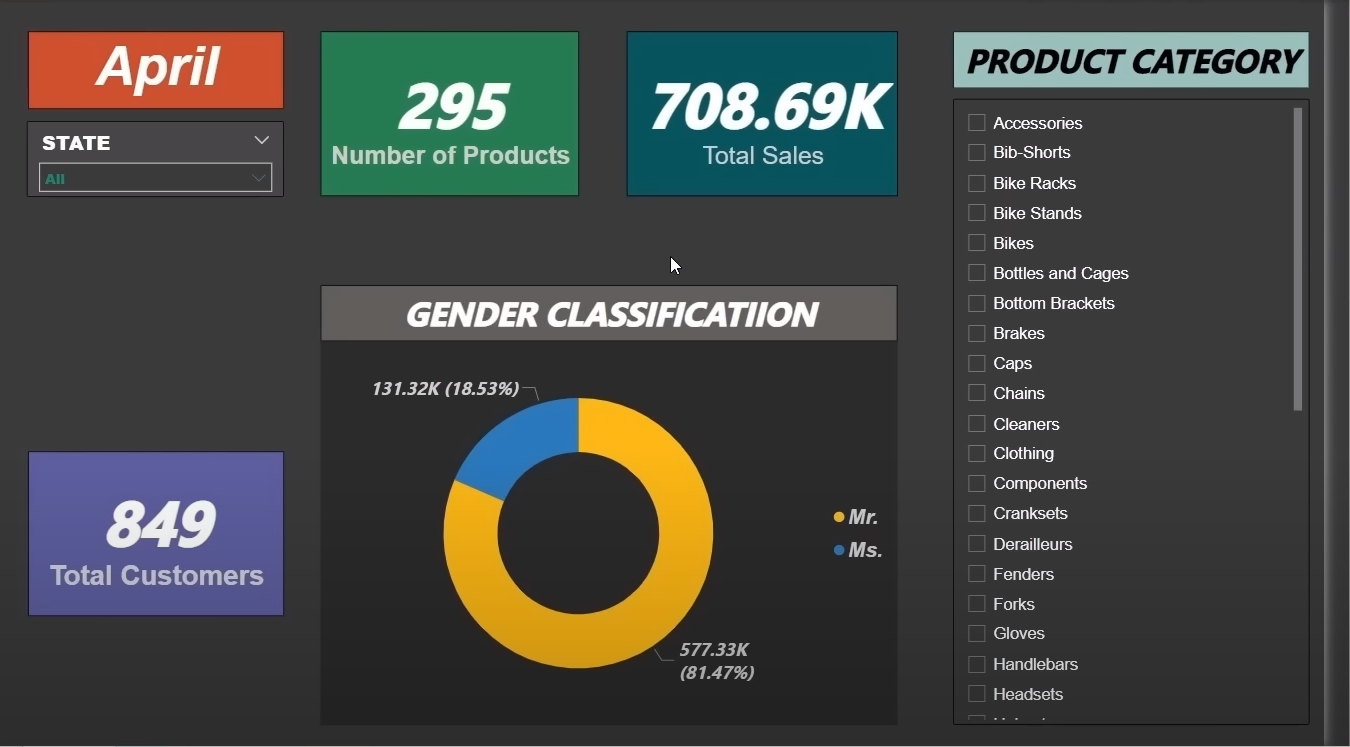 April
STATE
All
295
Number of Products
708.69K
Total Sales
849
Total Customers
GENDER CLASSIFICATIION
131.32K (18.53%)
577.33K
(81.47%)
Mr.
Ms.
PRODUCT CATEGORY
Accessories
Bib-Shorts
Bike Racks
Bike Stands
Bikes
Bottles and Cages
Bottom Brackets
Brakes
Caps
Chains
Cleaners
Clothing
Components
Cranksets
Derailleurs
Fenders
Forks
Gloves
Handlebars
Headsets